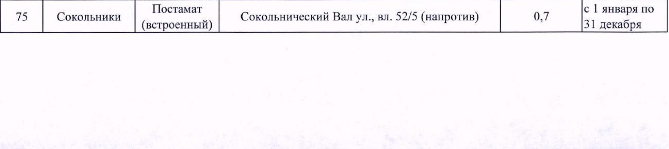 75 Сокольники Постамат (встроенный) Сокольнический Вал ул., вл. 52/5 (напротив) 0,7 с 1 января по 31 декабря